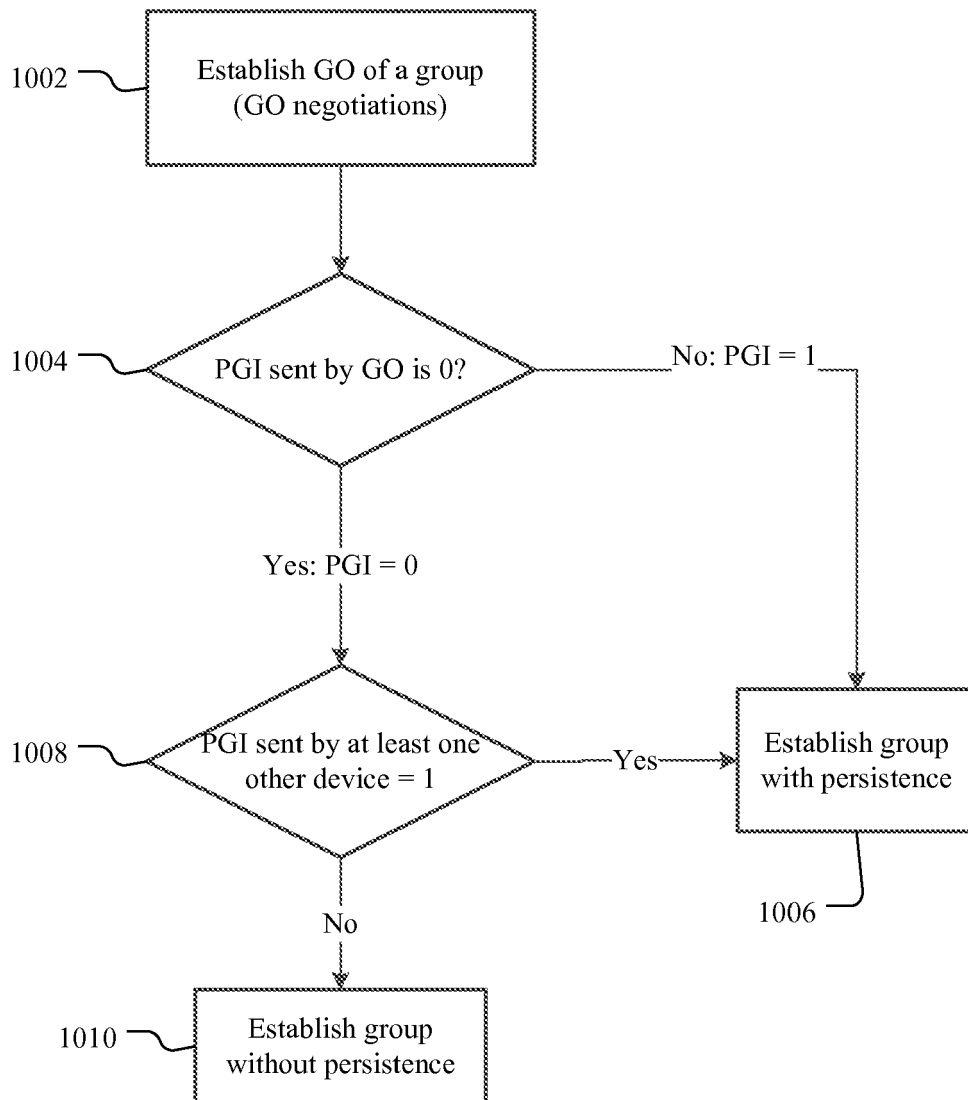 1002
Establish GO of a group
(GO negotiations)
1004
PGI sent by GO is 0?
No: PGI = 1
Yes: PGI = 0
1008
PGI sent by at least one
other device = 1
Yes
Establish group
with persistence
1006
No
1010
Establish group
without persistence